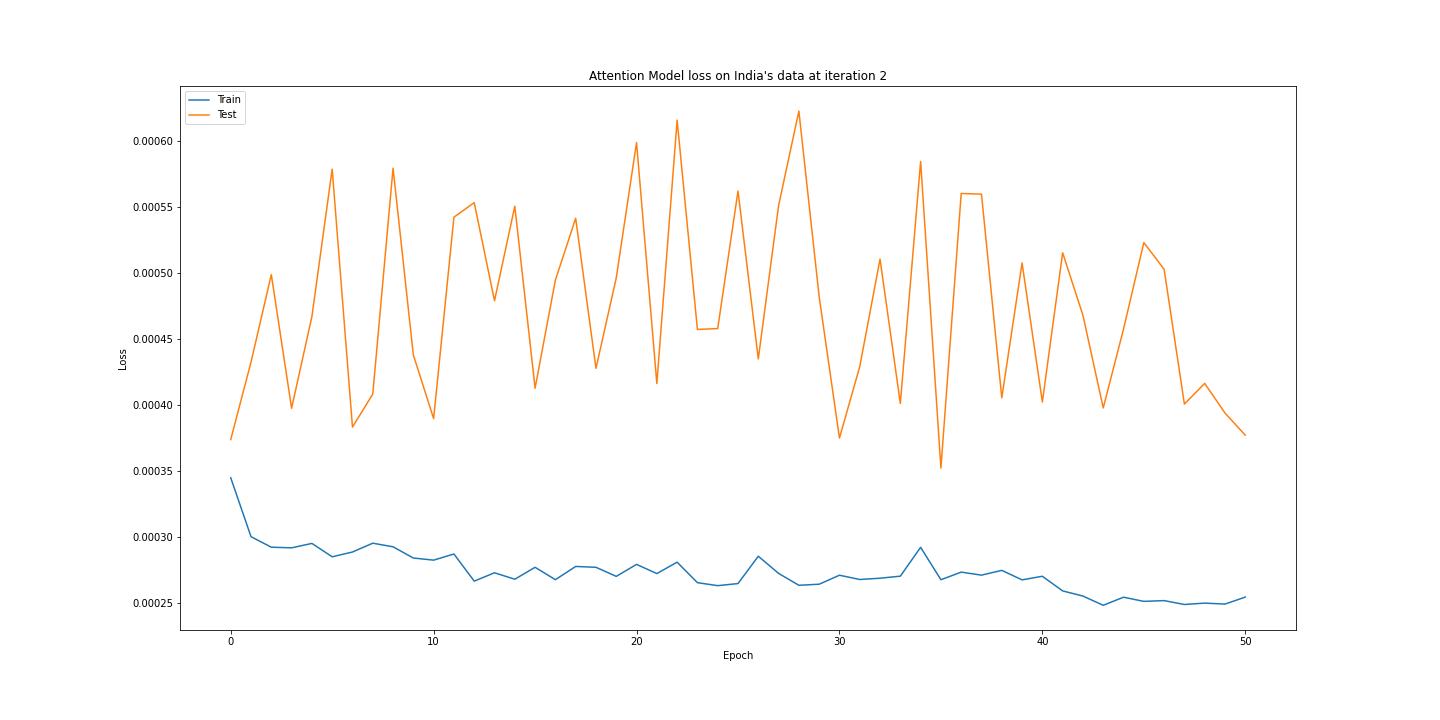 Attention Model loss on India's data at iteration 2
Train
Test
0.00060
0.00055
0.00050
0.00045
0.00040
0.00035
0.00030
0.00025
Loss
0 10 20 30 40 50
Epoch